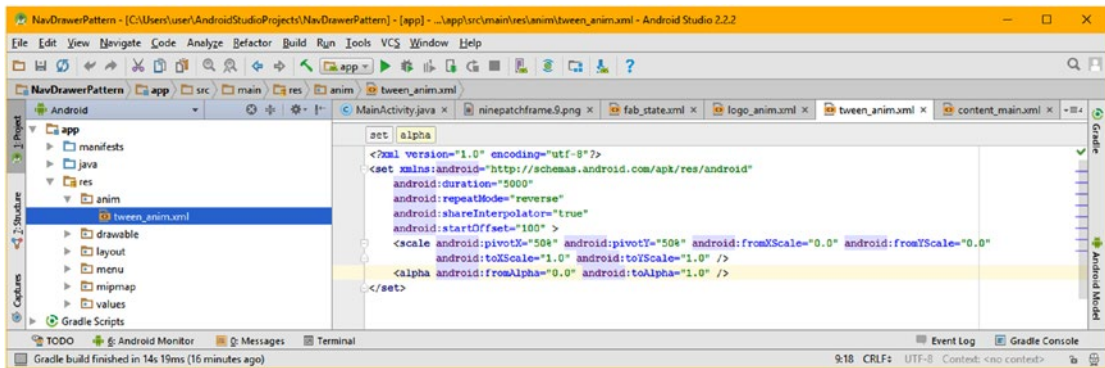 NavDrawerPattern - [C:\Users\user\AndroidStudioProjects\NavDrawerPattern] - [app] - ...\app\src\main\res\anim\tween_anim.xml - Android Studio 2.2.2
File Edit View Navigate Code Analyze Refactor Build Run Tools VCS Window Help
app
NavDrawerPattern app src main res anim tween_anim.xml
Android
MainActivity.java ninepatchframe.9.png fab_state.xml logo_anim.xml tween_anim.xml content_main.xml
1: Project
2: Structure
Captures
Gradle
Android Model
app
manifests
java
res
anim
tween_anim.xml
drawable
layout
menu
mipmap
values
Gradle Scripts
set alpha
<?xml version="1.0" encoding="utf-8"?>
<set xmlns:android="http://schemas.android.com/apk/res/android"
android:duration="5000"
android:repeatMode="reverse"
android:shareInterpolator="true"
android:startOffset="100" >
<scale android:pivotX="50%" android:pivotY="50%" android:fromXScale="0.0" android:fromYScale="0.0"
android:toXScale="1.0" android:toYScale="1.0" />
<alpha android:fromAlpha="0.0" android:toAlpha="1.0" />
</set>
TODO 6: Android Monitor 0: Messages Terminal Event Log Gradle Console
Gradle build finished in 14s 19ms (16 minutes ago) 9:18 CRLF UTF-8 Context: <no context>